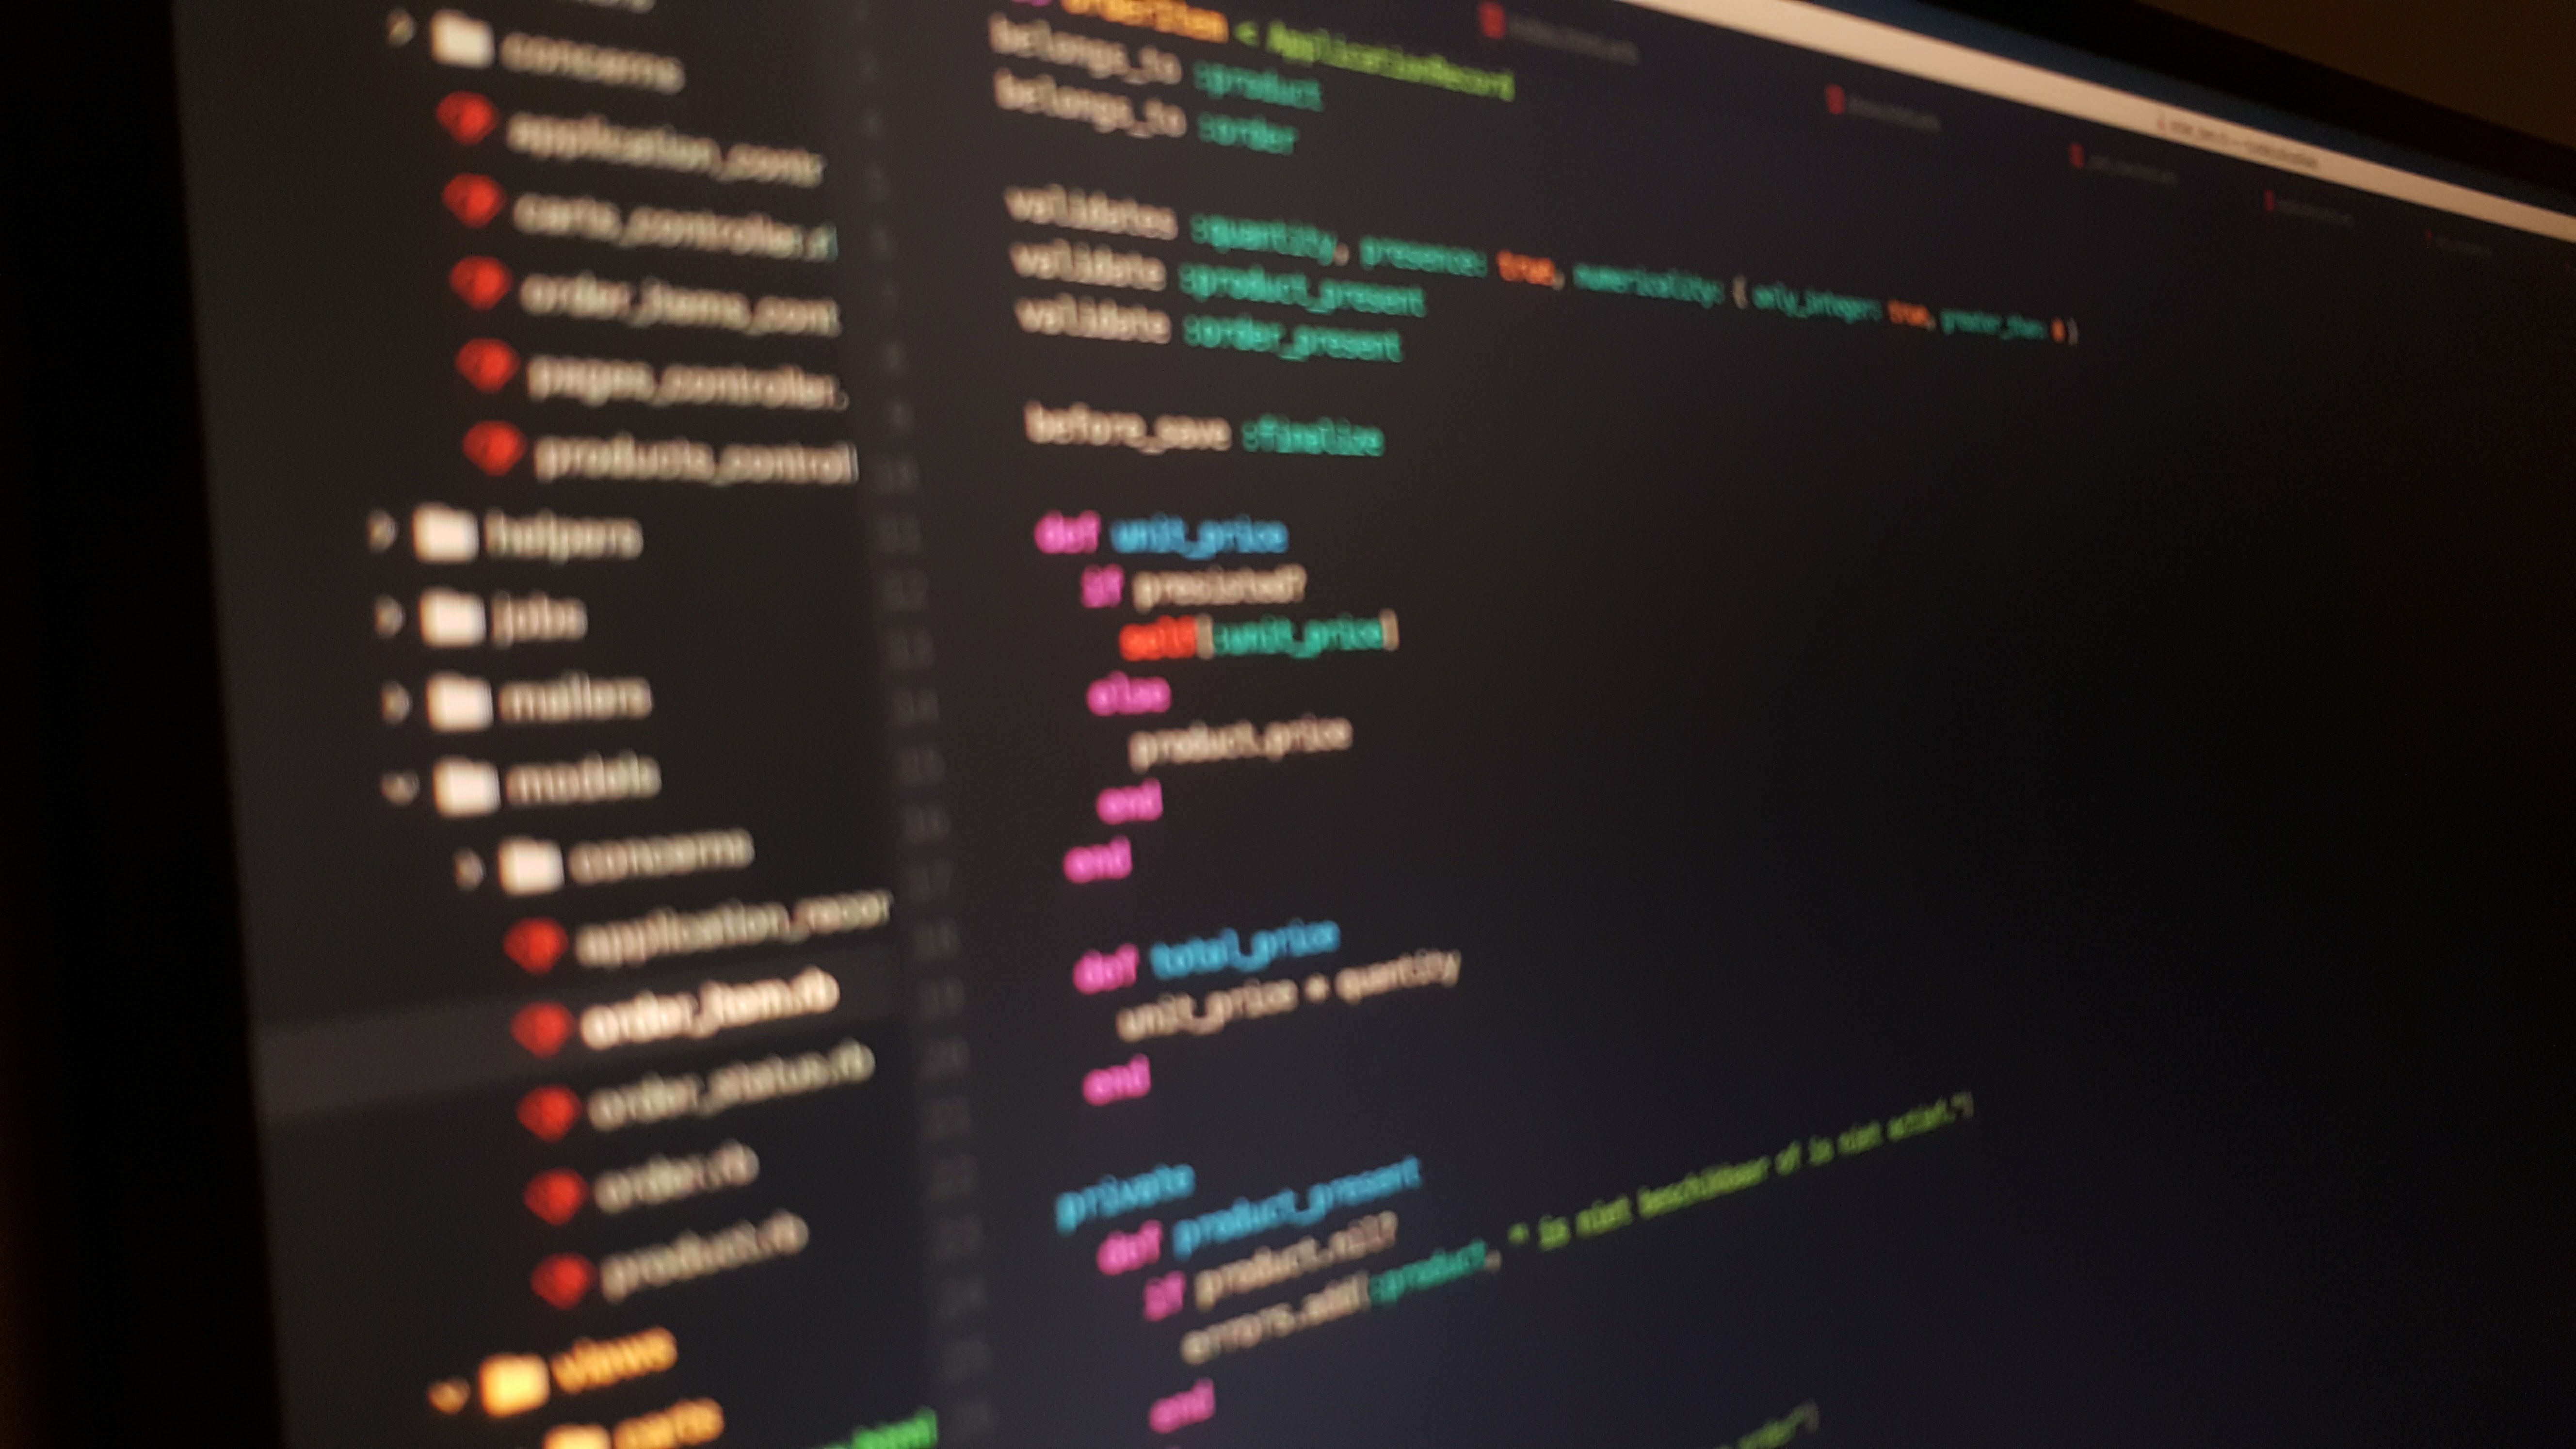 concerns
application_contr
carts_controller.r
order_items_cont
pages_controller.
products_control
helpers
jobs
mailers
models
concerns
application_recor
order_item.rb
order_status.rb
order.rb
product.rb
views
carts
OrderItem < ApplicationRecord
belongs_to :product
belongs_to :order
validates :quantity, presence: true, numericality: { only_integer: true, greater_than: 0 }
validate :product_present
validate :order_present
before_save :finalize
def unit_price
if presisted?
self[:unit_price]
else
product.price
end
end
def total_price
unit_price * quantity
end
private
def product_present
if product.nil?
errors.add(:product, " is niet beschikbaar of is niet actief.")
end